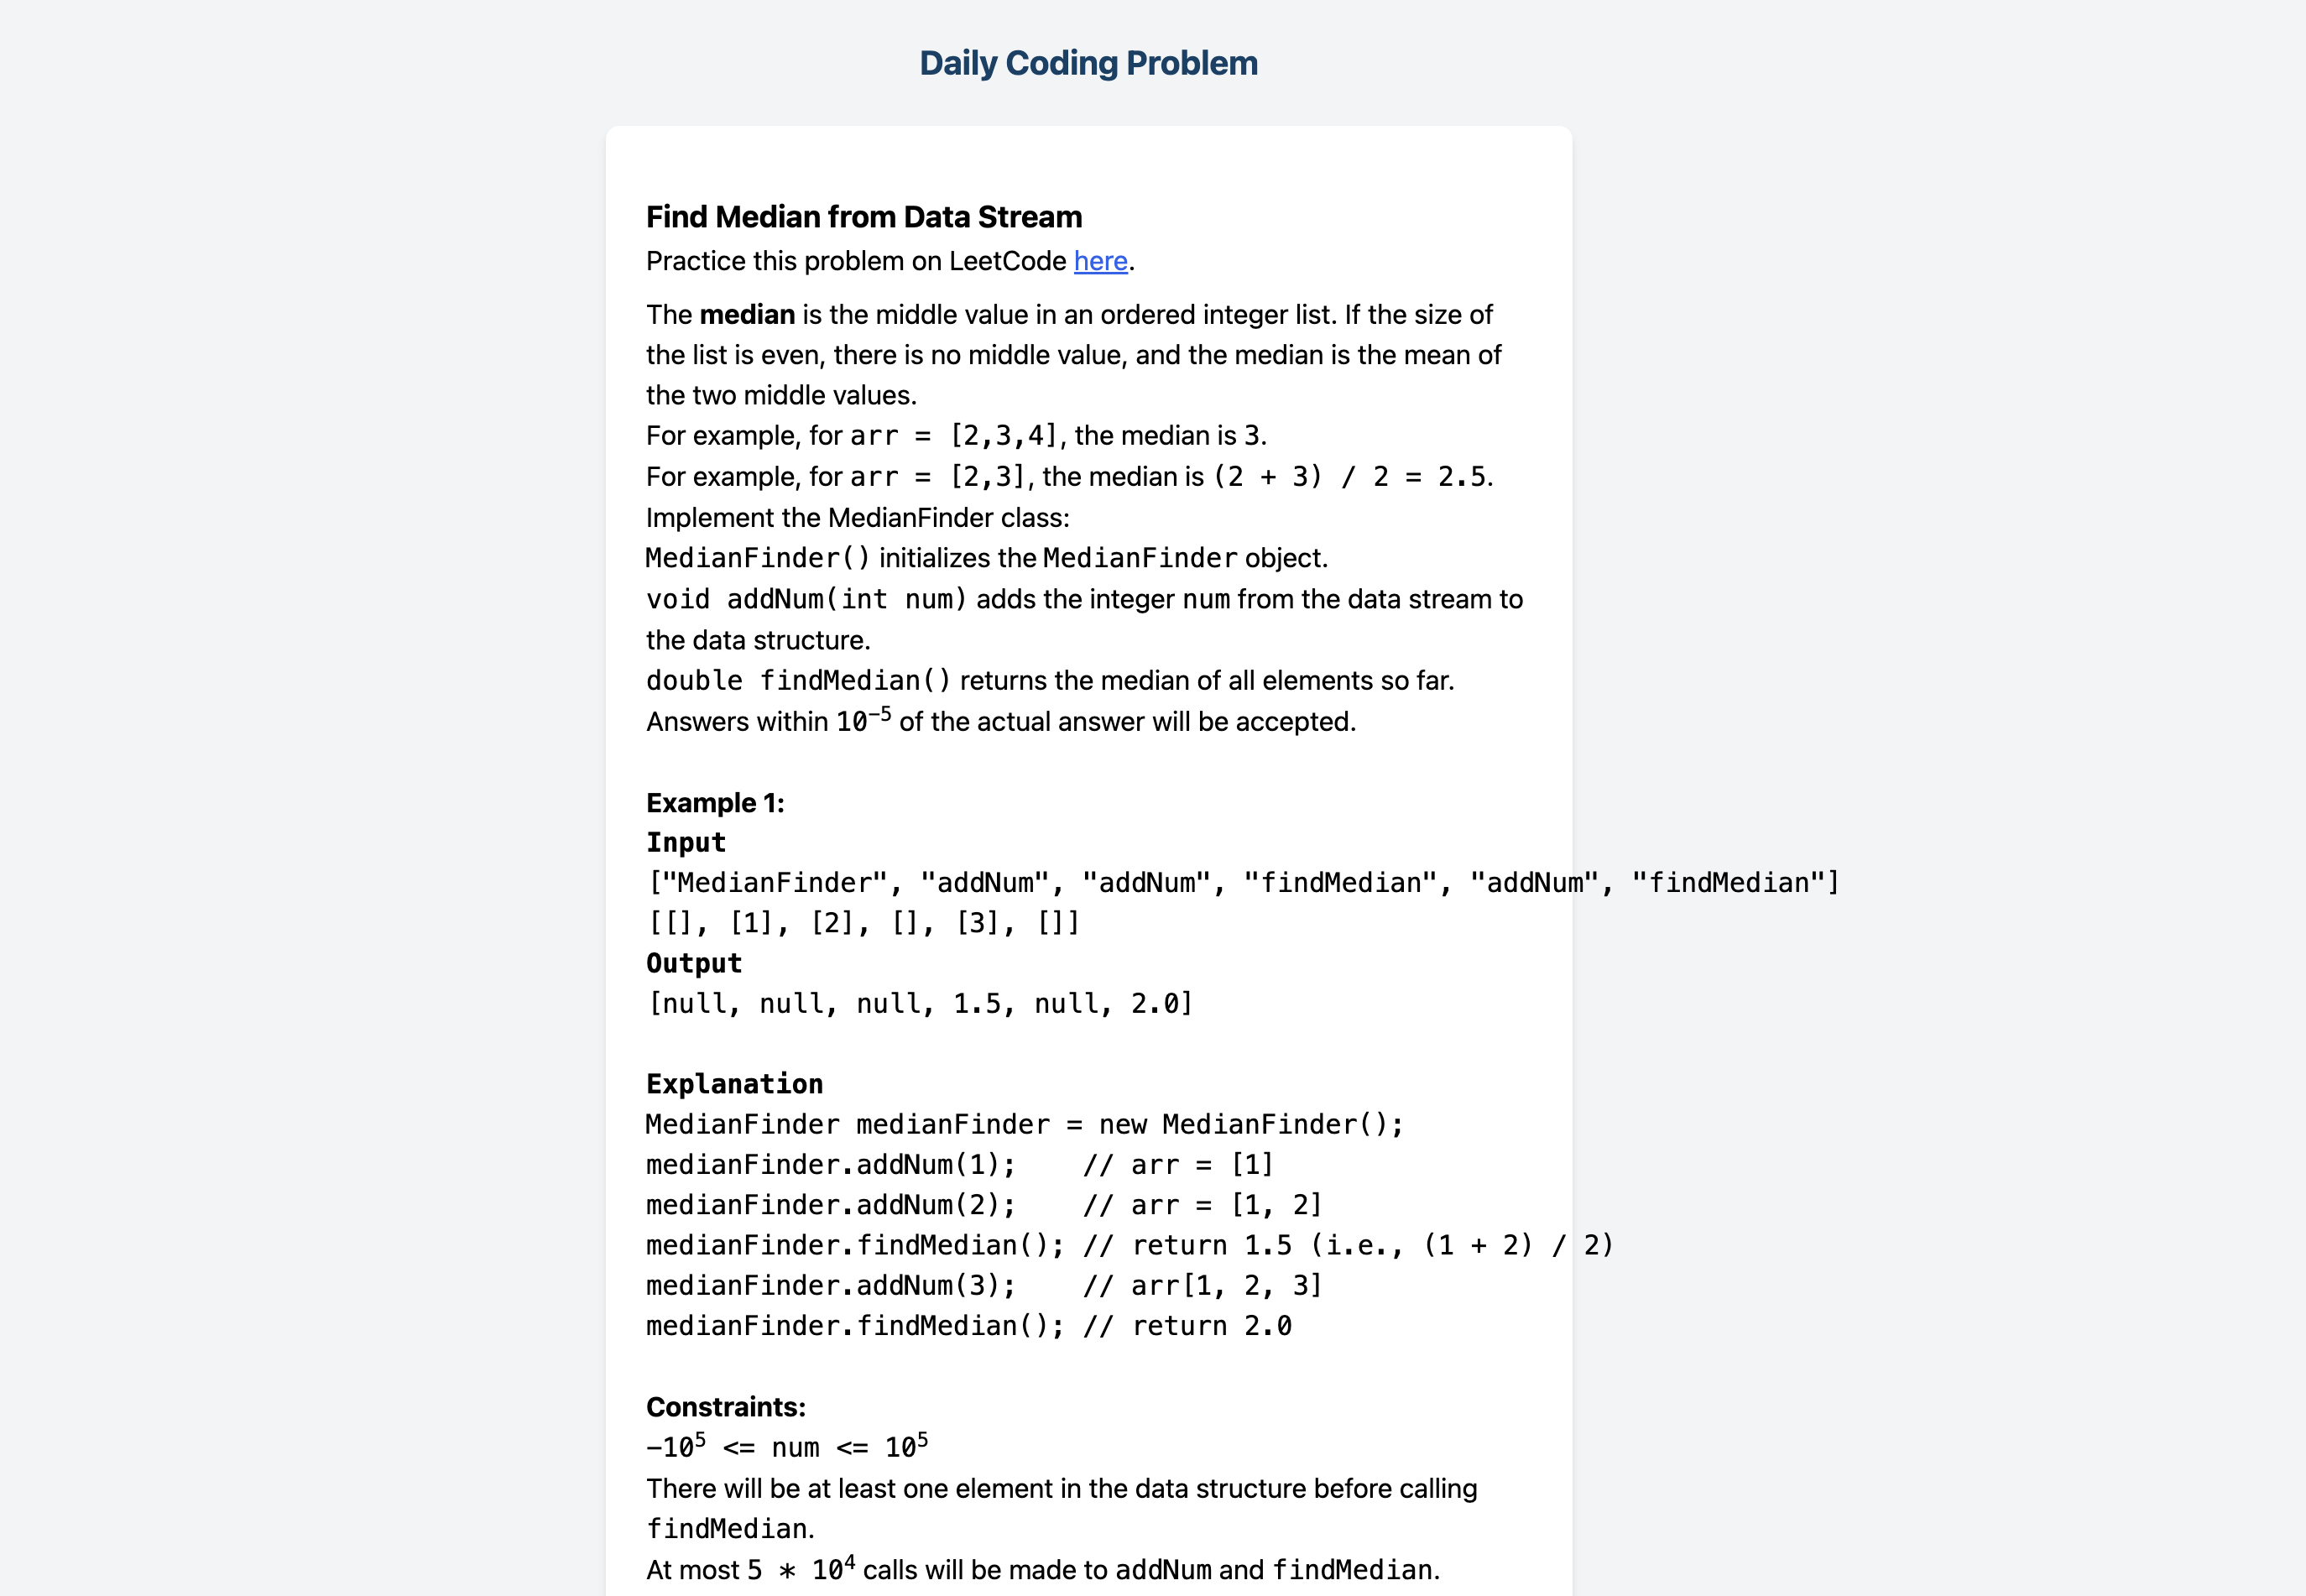 Daily Coding Problem
Find Median from Data Stream
Practice this problem on LeetCode here.
The median is the middle value in an ordered integer list. If the size of
the list is even, there is no middle value, and the median is the mean of
the two middle values.
For example, for arr = [2,3,4], the median is 3.
For example, for arr = [2,3], the median is (2 + 3) / 2 = 2.5.
Implement the MedianFinder class:
MedianFinder() initializes the MedianFinder object.
void addNum(int num) adds the integer num from the data stream to
the data structure.
double findMedian() returns the median of all elements so far.
Answers within 10⁻⁵ of the actual answer will be accepted.
Example 1:
Input
["MedianFinder", "addNum", "addNum", "findMedian", "addNum", "findMedian"]
[[], [1], [2], [], [3], []]
Output
[null, null, null, 1.5, null, 2.0]
Explanation
MedianFinder medianFinder = new MedianFinder();
medianFinder.addNum(1);    // arr = [1]
medianFinder.addNum(2);    // arr = [1, 2]
medianFinder.findMedian(); // return 1.5 (i.e., (1 + 2) / 2)
medianFinder.addNum(3);    // arr[1, 2, 3]
medianFinder.findMedian(); // return 2.0
Constraints:
−10⁵ <= num <= 10⁵
There will be at least one element in the data structure before calling
findMedian.
At most 5 * 10⁴ calls will be made to addNum and findMedian.